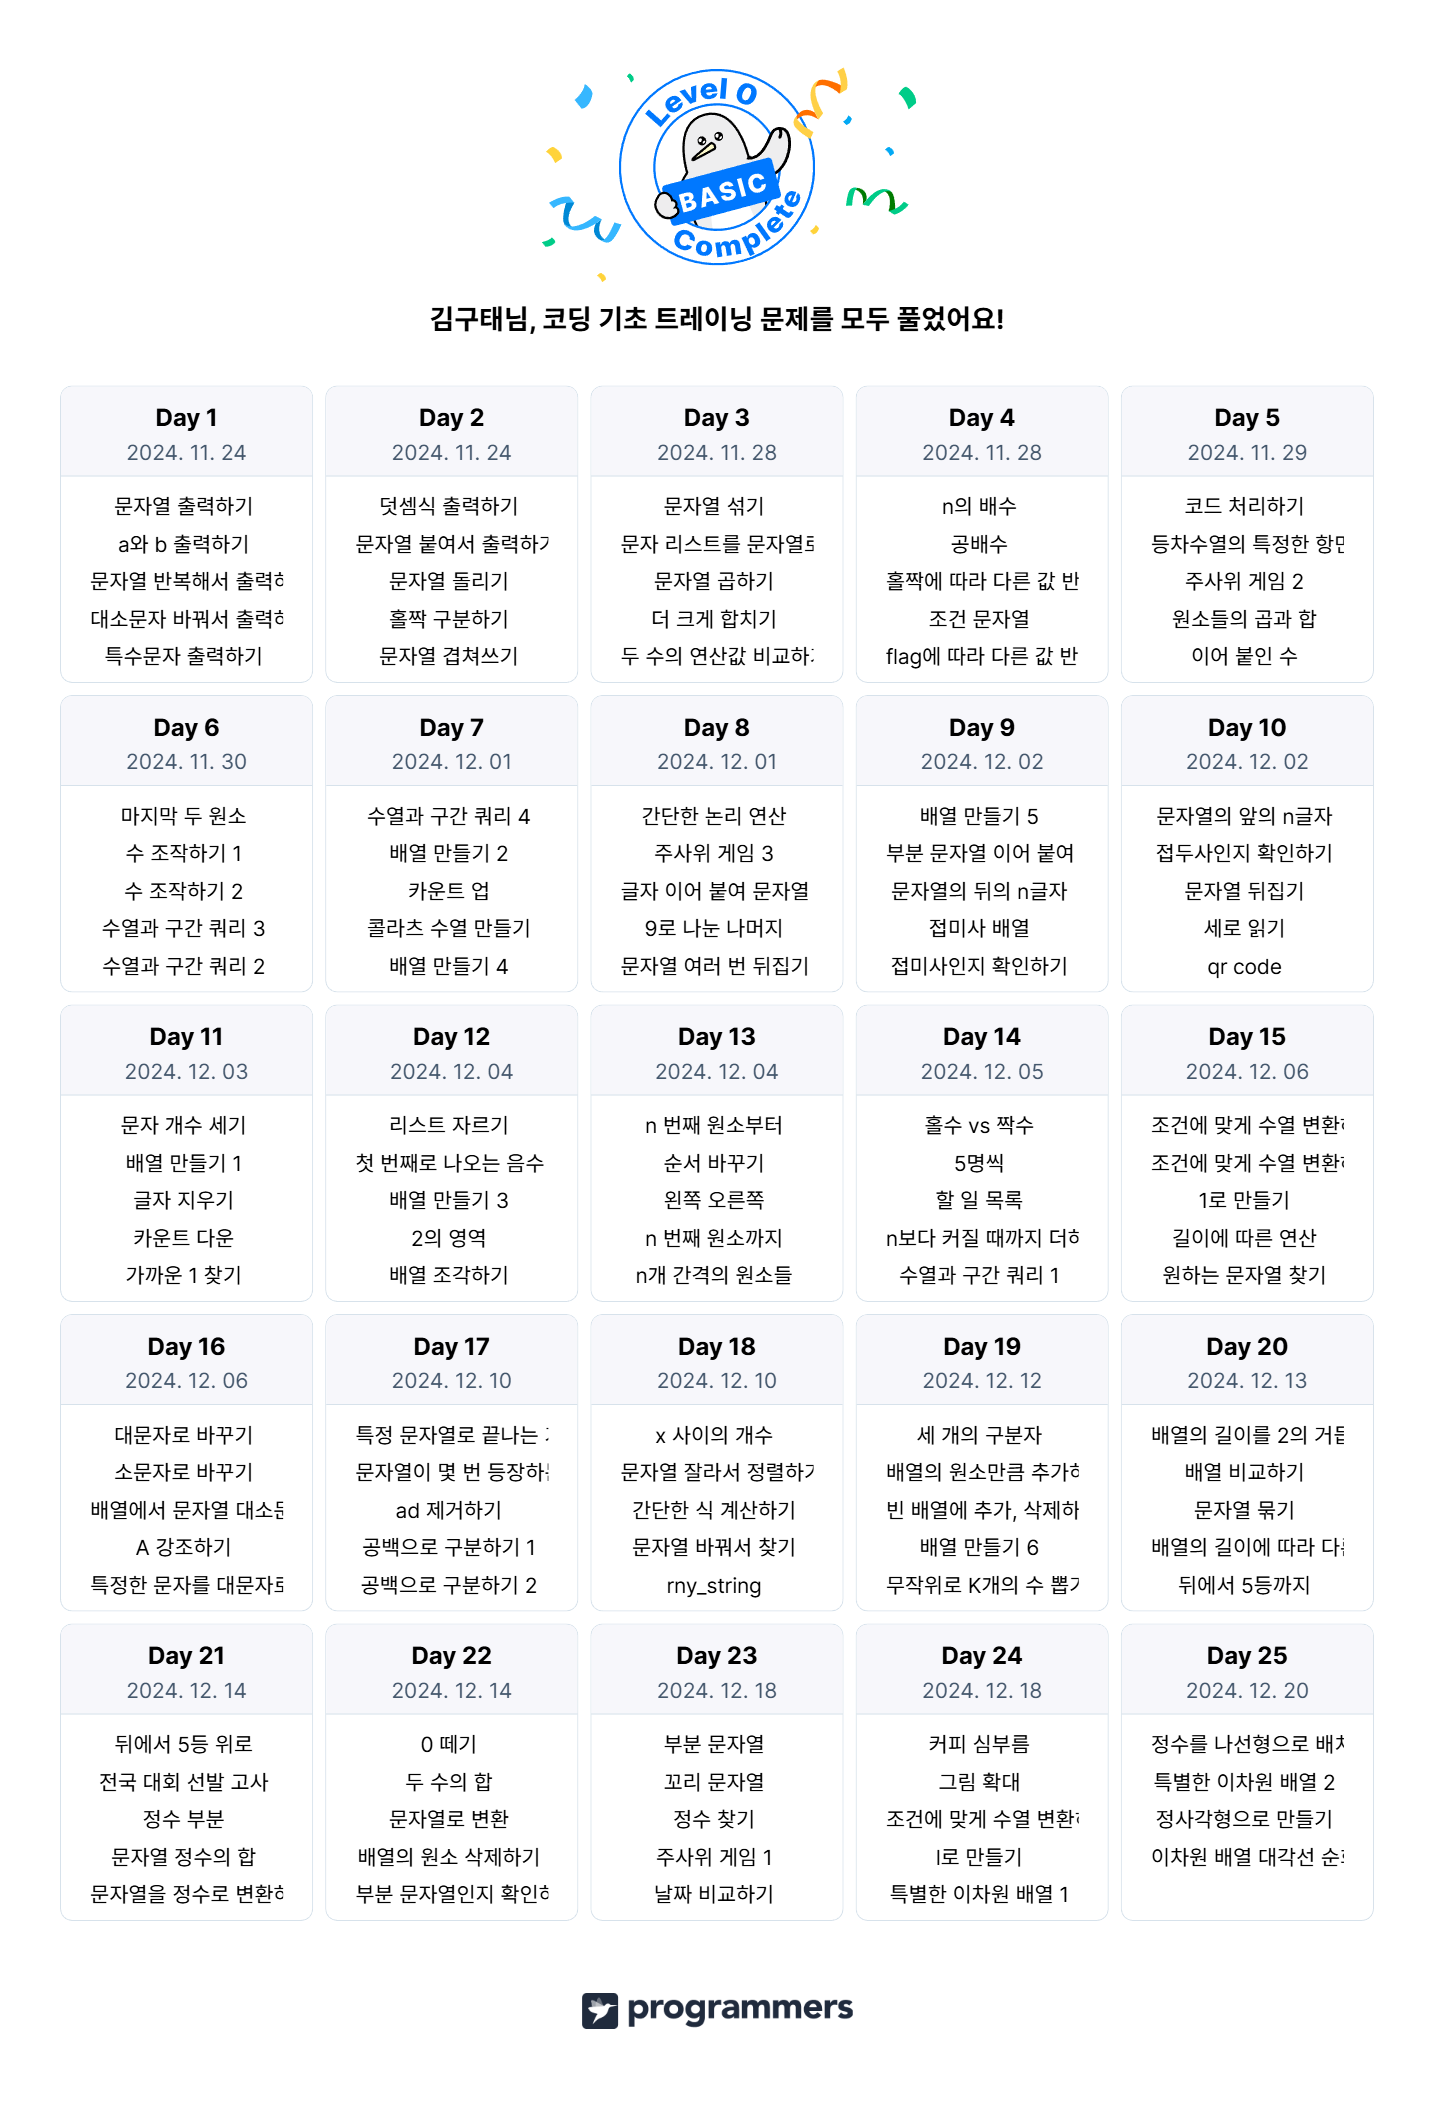 Level 0
BASIC
Complete
김구태님, 코딩 기초 트레이닝 문제를 모두 풀었어요!
Day 1
2024. 11. 24
문자열 출력하기
a와 b 출력하기
문자열 반복해서 출력하
대소문자 바꿔서 출력하
특수문자 출력하기
Day 2
2024. 11. 24
덧셈식 출력하기
문자열 붙여서 출력하기
문자열 돌리기
홀짝 구분하기
문자열 겹쳐쓰기
Day 3
2024. 11. 28
문자열 섞기
문자 리스트를 문자열로
문자열 곱하기
더 크게 합치기
두 수의 연산값 비교하기
Day 4
2024. 11. 28
n의 배수
공배수
홀짝에 따라 다른 값 반
조건 문자열
flag에 따라 다른 값 반
Day 5
2024. 11. 29
코드 처리하기
등차수열의 특정한 항만
주사위 게임 2
원소들의 곱과 합
이어 붙인 수
Day 6
2024. 11. 30
마지막 두 원소
수 조작하기 1
수 조작하기 2
수열과 구간 쿼리 3
수열과 구간 쿼리 2
Day 7
2024. 12. 01
수열과 구간 쿼리 4
배열 만들기 2
카운트 업
콜라츠 수열 만들기
배열 만들기 4
Day 8
2024. 12. 01
간단한 논리 연산
주사위 게임 3
글자 이어 붙여 문자열
9로 나눈 나머지
문자열 여러 번 뒤집기
Day 9
2024. 12. 02
배열 만들기 5
부분 문자열 이어 붙여
문자열의 뒤의 n글자
접미사 배열
접미사인지 확인하기
Day 10
2024. 12. 02
문자열의 앞의 n글자
접두사인지 확인하기
문자열 뒤집기
세로 읽기
qr code
Day 11
2024. 12. 03
문자 개수 세기
배열 만들기 1
글자 지우기
카운트 다운
가까운 1 찾기
Day 12
2024. 12. 04
리스트 자르기
첫 번째로 나오는 음수
배열 만들기 3
2의 영역
배열 조각하기
Day 13
2024. 12. 04
n 번째 원소부터
순서 바꾸기
왼쪽 오른쪽
n 번째 원소까지
n개 간격의 원소들
Day 14
2024. 12. 05
홀수 vs 짝수
5명씩
할 일 목록
n보다 커질 때까지 더하
수열과 구간 쿼리 1
Day 15
2024. 12. 06
조건에 맞게 수열 변환하
조건에 맞게 수열 변환하
1로 만들기
길이에 따른 연산
원하는 문자열 찾기
Day 16
2024. 12. 06
대문자로 바꾸기
소문자로 바꾸기
배열에서 문자열 대소문
A 강조하기
특정한 문자를 대문자로
Day 17
2024. 12. 10
특정 문자열로 끝나는
문자열이 몇 번 등장하는
ad 제거하기
공백으로 구분하기 1
공백으로 구분하기 2
Day 18
2024. 12. 10
x 사이의 개수
문자열 잘라서 정렬하기
간단한 식 계산하기
문자열 바꿔서 찾기
rny_string
Day 19
2024. 12. 12
세 개의 구분자
배열의 원소만큼 추가하
빈 배열에 추가, 삭제하
배열 만들기 6
무작위로 K개의 수 뽑기
Day 20
2024. 12. 13
배열의 길이를 2의 거듭
배열 비교하기
문자열 묶기
배열의 길이에 따라 다른
뒤에서 5등까지
Day 21
2024. 12. 14
뒤에서 5등 위로
전국 대회 선발 고사
정수 부분
문자열 정수의 합
문자열을 정수로 변환하
Day 22
2024. 12. 14
0 떼기
두 수의 합
문자열로 변환
배열의 원소 삭제하기
부분 문자열인지 확인하
Day 23
2024. 12. 18
부분 문자열
꼬리 문자열
정수 찾기
주사위 게임 1
날짜 비교하기
Day 24
2024. 12. 18
커피 심부름
그림 확대
조건에 맞게 수열 변환하
l로 만들기
특별한 이차원 배열 1
Day 25
2024. 12. 20
정수를 나선형으로 배치
특별한 이차원 배열 2
정사각형으로 만들기
이차원 배열 대각선 순회
programmers